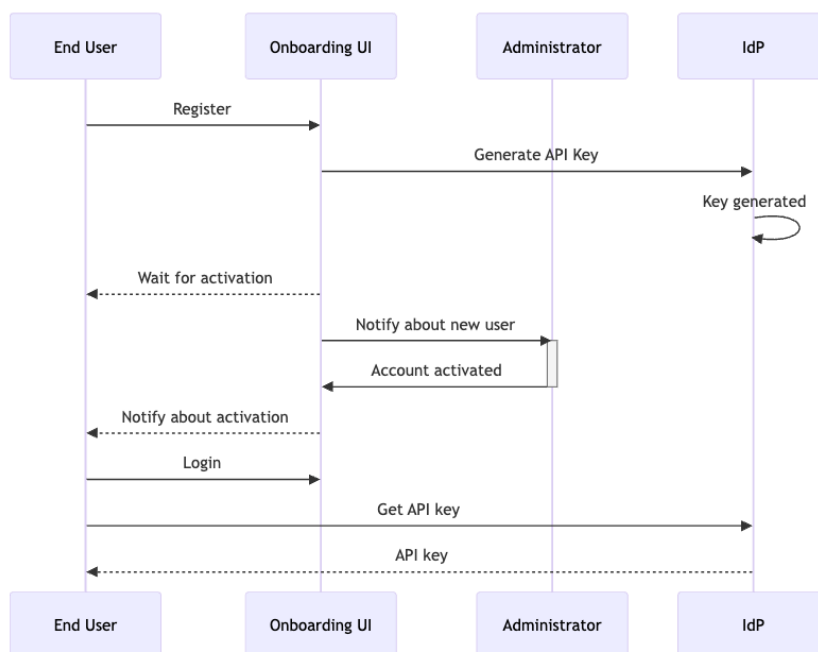 End User
Onboarding UI
Administrator
IdP
Register
Generate API Key
Key generated
Wait for activation
Notify about new user
Account activated
Notify about activation
Login
Get API key
API key
End User
Onboarding UI
Administrator
IdP